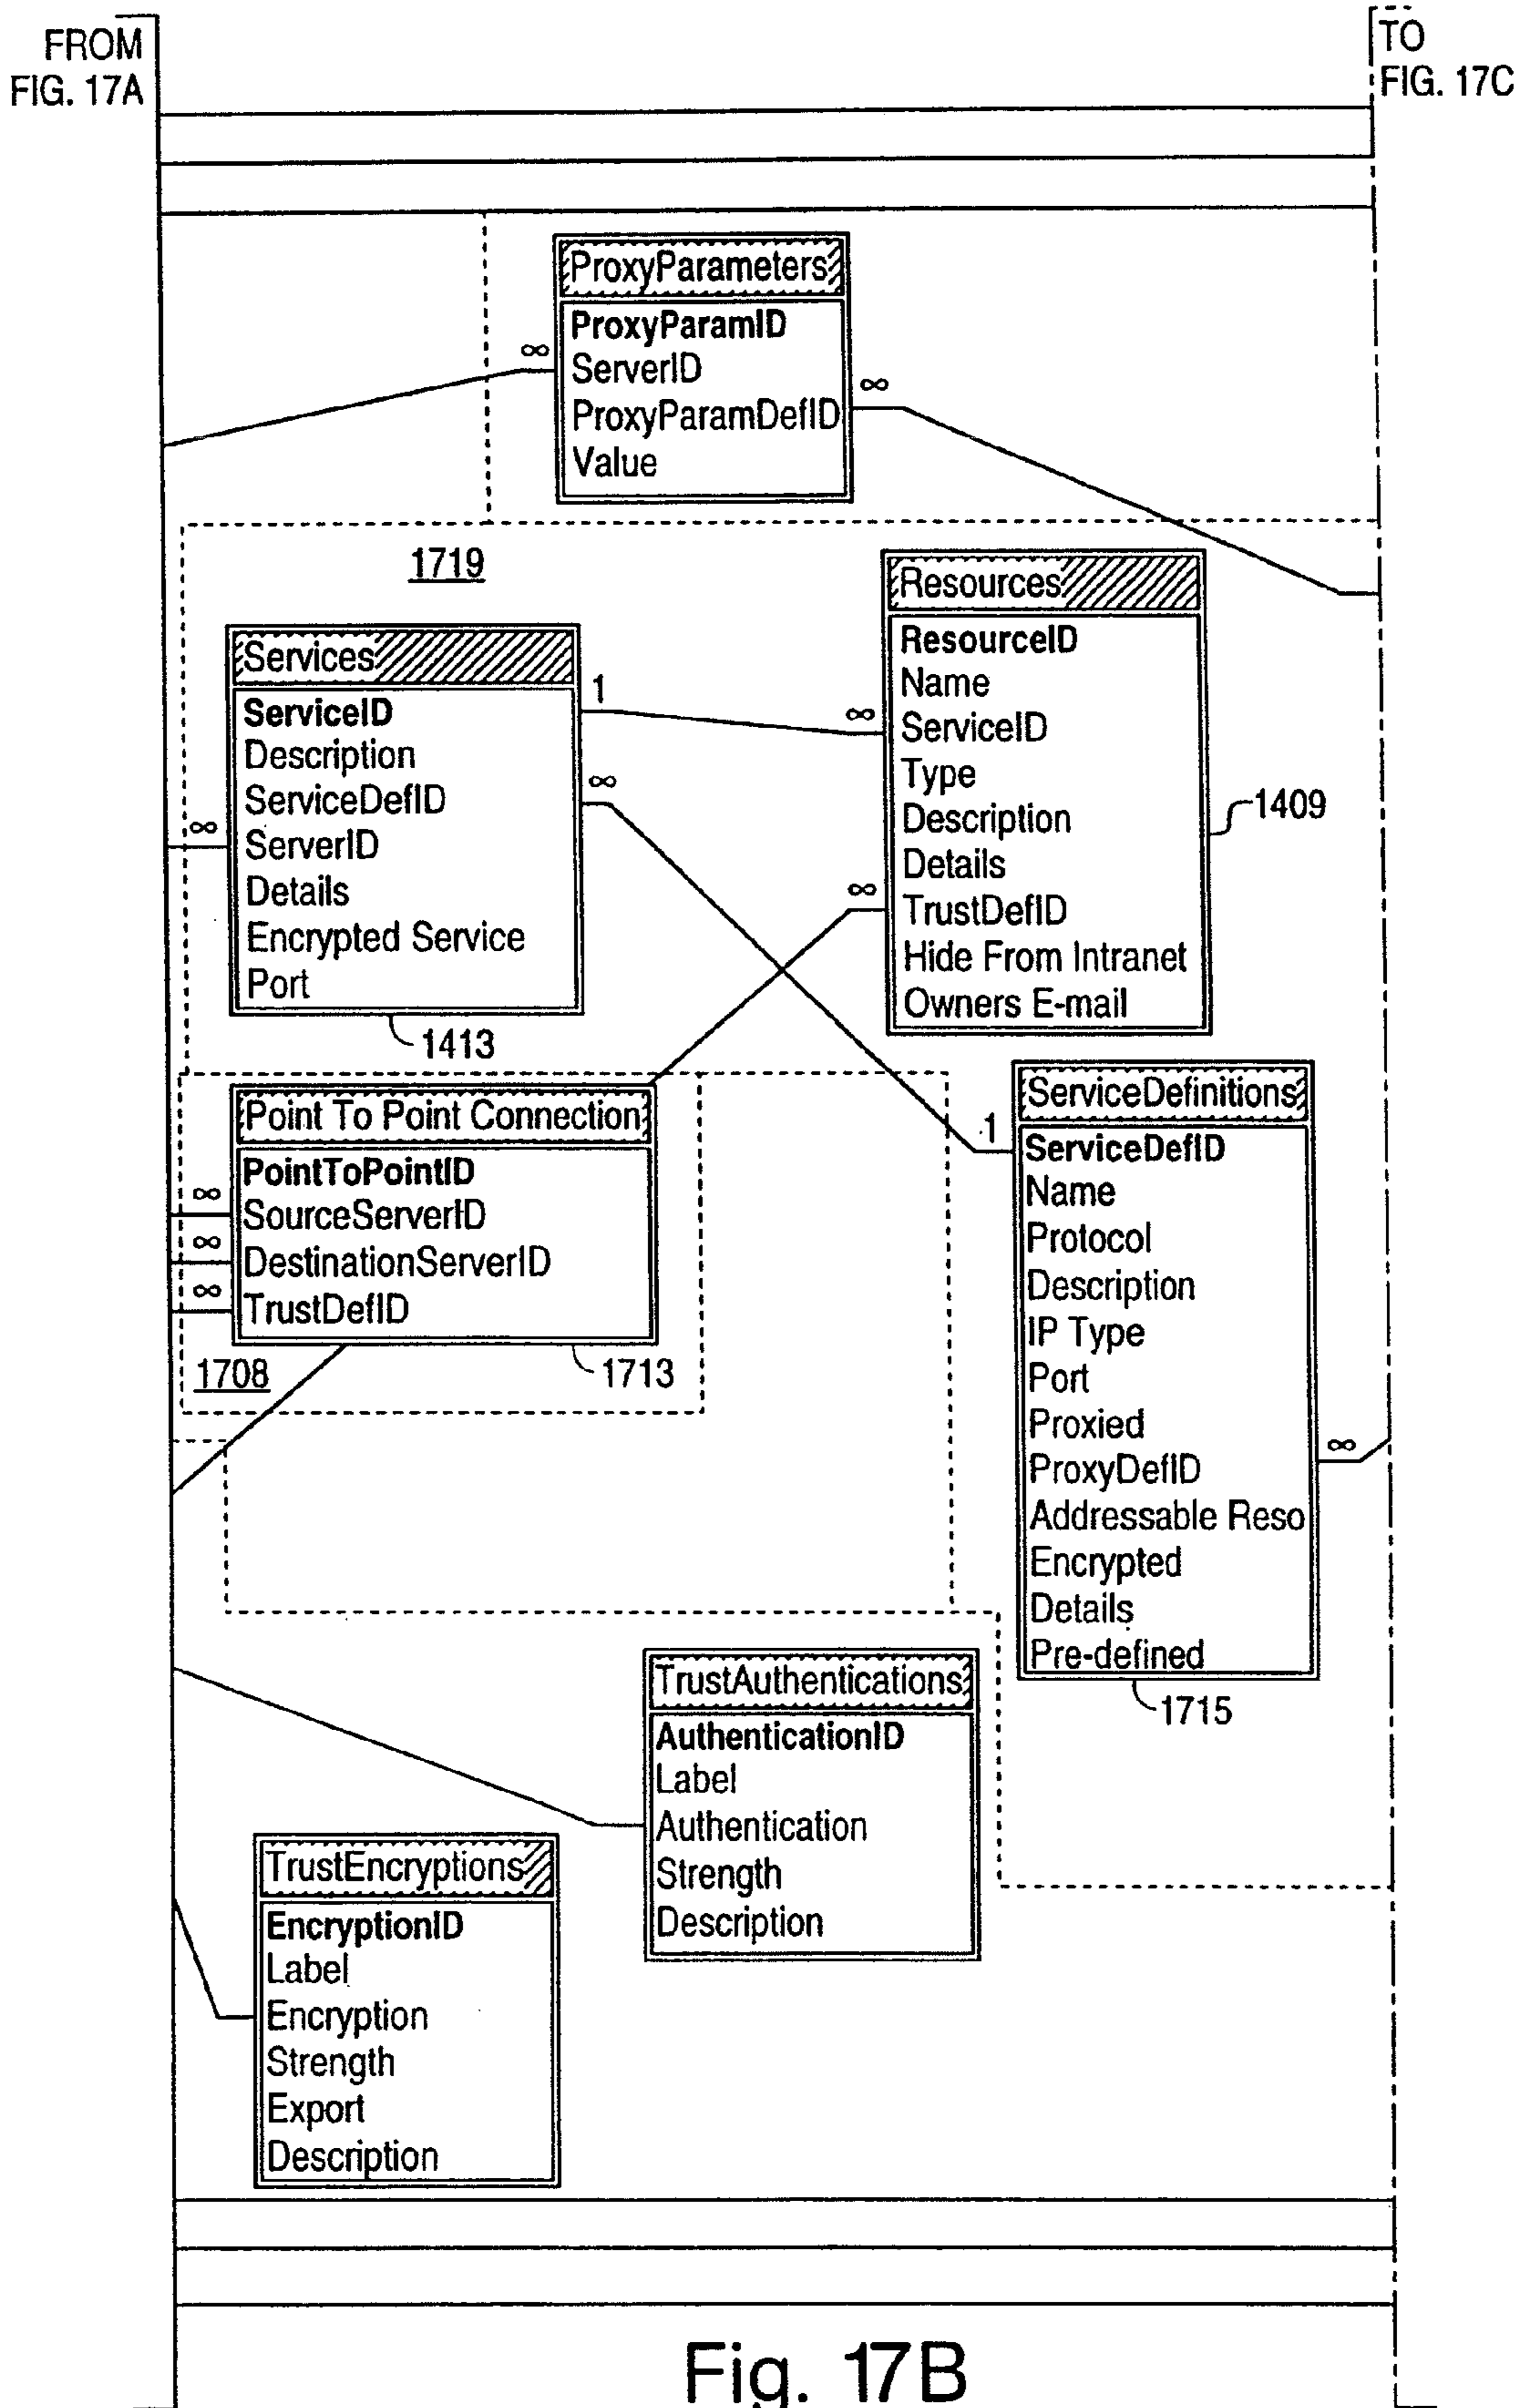 FROM
FIG. 17A
TO
FIG. 17C
ProxyParameters
ProxyParamID
ServerID
ProxyParamDefID
Value
∞
∞
1719
Resources
ResourceID
Name
ServiceID
Type
Description
Details
TrustDefID
Hide From Intranet
Owners E-mail
1409
Services
ServiceID
Description
ServiceDefID
ServerID
Details
Encrypted Service
Port
1413
1
∞
∞
∞
∞
Point To Point Connection
PointToPointID
SourceServerID
DestinationServerID
TrustDefID
∞
∞
∞
1708
1713
1
ServiceDefinitions
ServiceDefID
Name
Protocol
Description
IP Type
Port
Proxied
ProxyDefID
Addressable Reso
Encrypted
Details
Pre-defined
∞
1715
TrustAuthentications
AuthenticationID
Label
Authentication
Strength
Description
TrustEncryptions
EncryptionID
Label
Encryption
Strength
Export
Description
Fig. 17B